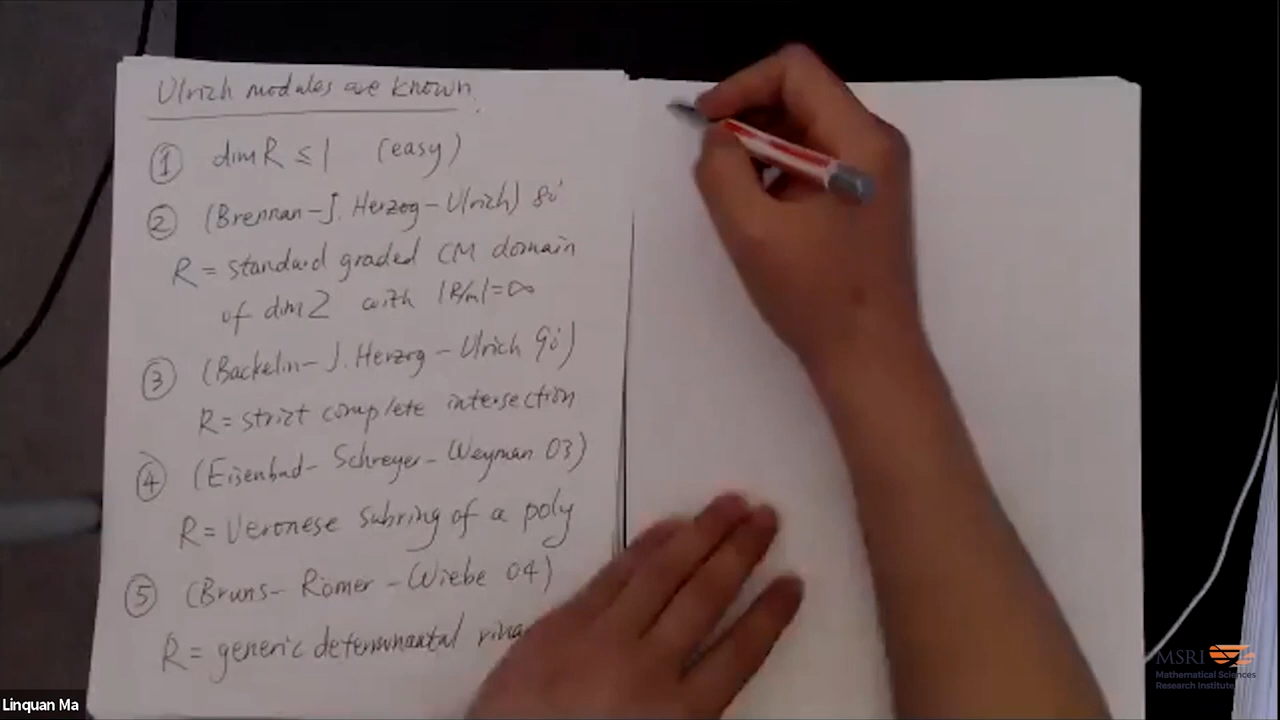 Ulrich modules are known.
① dim R ≤ 1 (easy)
② (Brennan-J. Herzog-Ulrich) 80'
R = standard graded CM domain
of dim 2 with |R/m|=∞
③ (Backelin-J. Herzog-Ulrich 90')
R = strict complete intersection
④ (Eisenbud-Schreyer-Weyman 03)
R = Veronese subring of a poly
⑤ (Bruns-Römer-Wiebe 04)
R = generic determinantal
Linquan Ma
MSRI
Mathematical Sciences
Research Institute